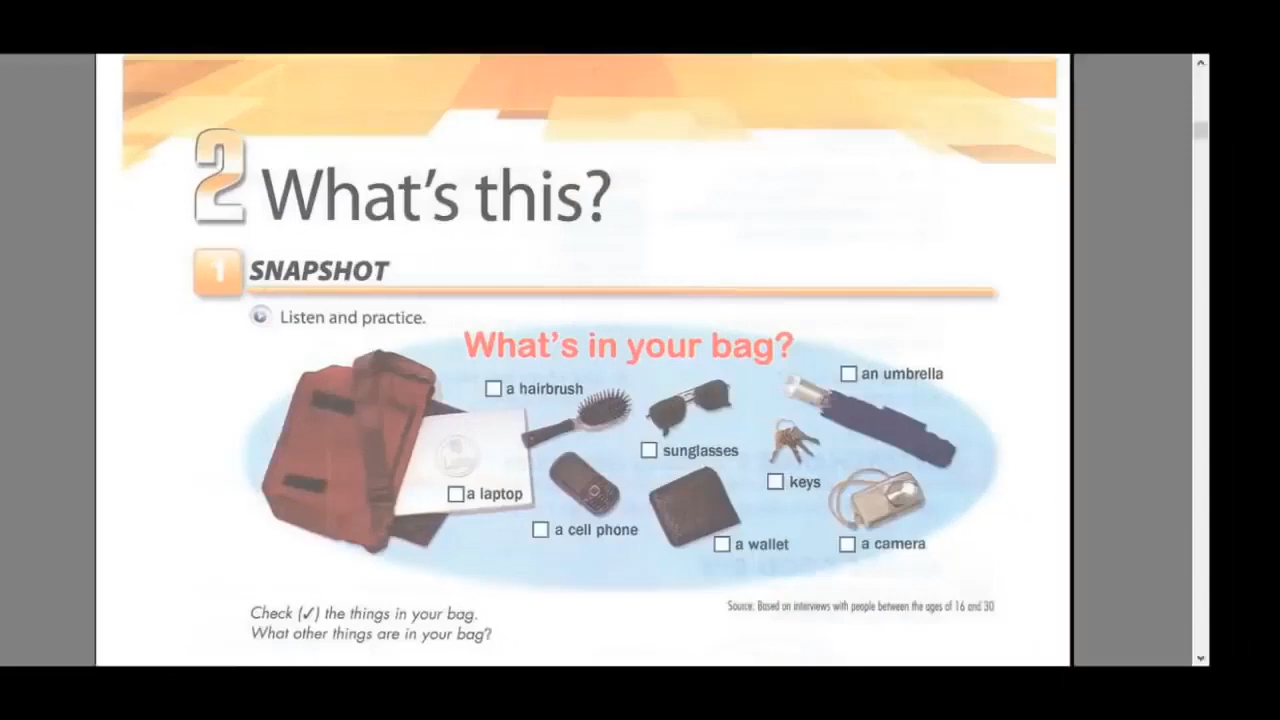 2 What's this?
1 SNAPSHOT
Listen and practice.
What's in your bag?
an umbrella
a hairbrush
sunglasses
keys
a laptop
a cell phone
a wallet
a camera
Source: Based on interviews with people between the ages of 16 and 30
Check (✓) the things in your bag.
What other things are in your bag?